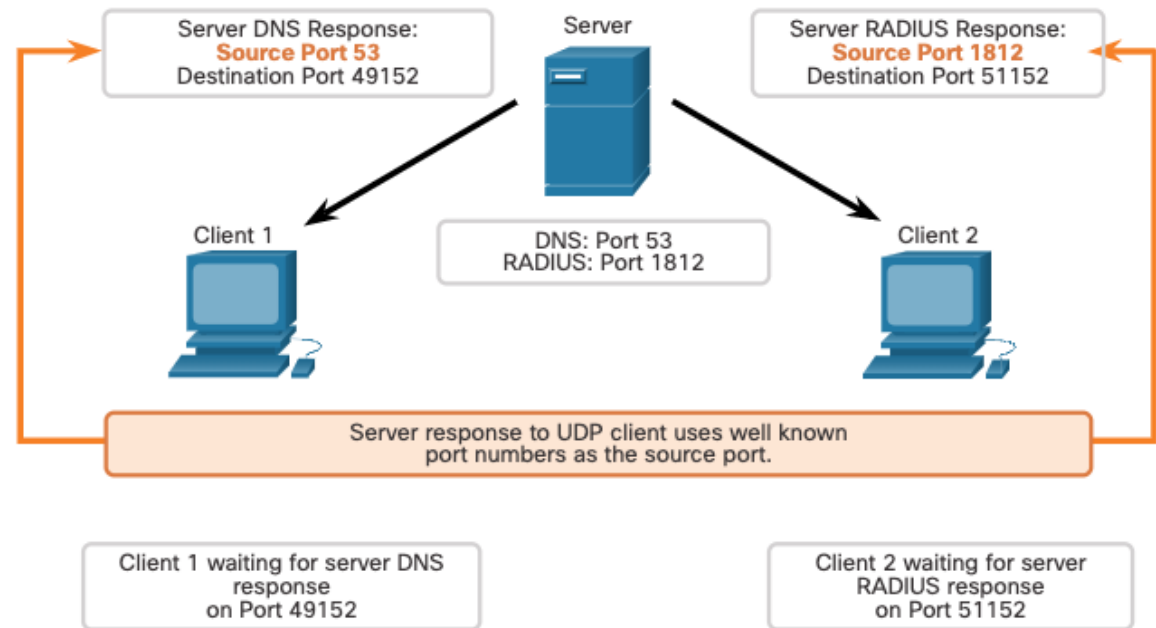 Server DNS Response:
Source Port 53
Destination Port 49152
Server
Server RADIUS Response:
Source Port 1812
Destination Port 51152
Client 1
DNS: Port 53
RADIUS: Port 1812
Client 2
Server response to UDP client uses well known
port numbers as the source port.
Client 1 waiting for server DNS
response
on Port 49152
Client 2 waiting for server
RADIUS response
on Port 51152